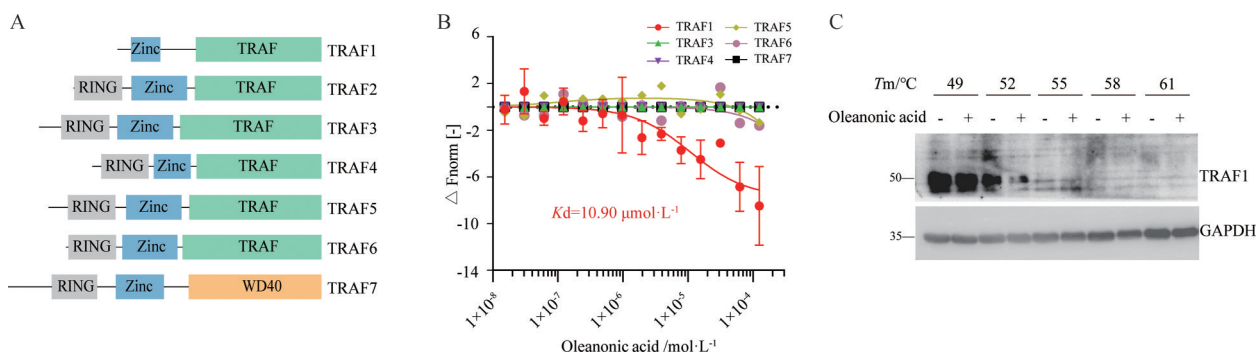 A
Zinc TRAF TRAF1
RING Zinc TRAF TRAF2
RING Zinc TRAF TRAF3
RING Zinc TRAF TRAF4
RING Zinc TRAF TRAF5
RING Zinc TRAF TRAF6
RING Zinc WD40 TRAF7
B
TRAF1 TRAF5
TRAF3 TRAF6
TRAF4 TRAF7
6
2
-2
-6
-10
-14
△ Fnorm [-]
Kd=10.90 μmol·L⁻¹
1×10⁻⁸ 1×10⁻⁷ 1×10⁻⁶ 1×10⁻⁵ 1×10⁻⁴
Oleanonic acid /mol·L⁻¹
C
Tm/°C 49 52 55 58 61
Oleanonic acid - + - + - + - + - +
50 TRAF1
35 GAPDH